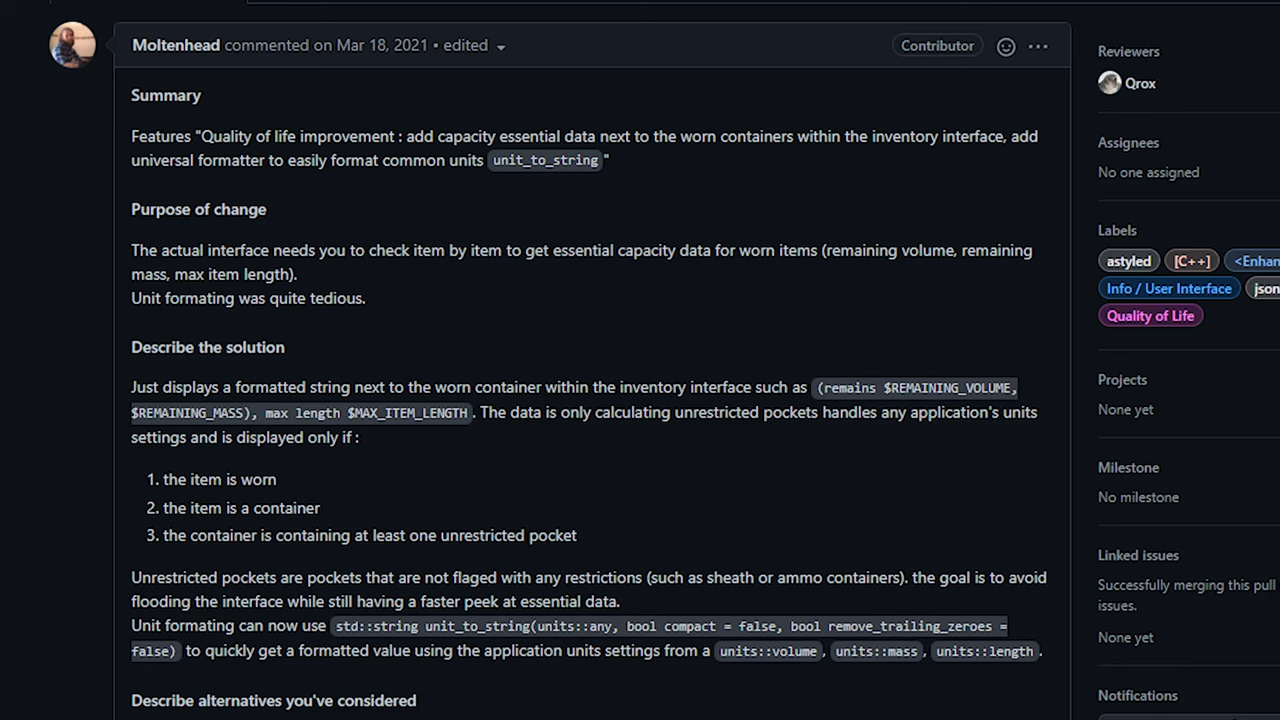 Moltenhead commented on Mar 18, 2021 • edited
Contributor
Summary
Features "Quality of life improvement : add capacity essential data next to the worn containers within the inventory interface, add
universal formatter to easily format common units unit_to_string"
Purpose of change
The actual interface needs you to check item by item to get essential capacity data for worn items (remaining volume, remaining
mass, max item length).
Unit formating was quite tedious.
Describe the solution
Just displays a formatted string next to the worn container within the inventory interface such as (remains $REMAINING_VOLUME,
$REMAINING_MASS), max length $MAX_ITEM_LENGTH. The data is only calculating unrestricted pockets handles any application's units
settings and is displayed only if :
1. the item is worn
2. the item is a container
3. the container is containing at least one unrestricted pocket
Unrestricted pockets are pockets that are not flaged with any restrictions (such as sheath or ammo containers). the goal is to avoid
flooding the interface while still having a faster peek at essential data.
Unit formating can now use std::string unit_to_string(units::any, bool compact = false, bool remove_trailing_zeroes =
false) to quickly get a formatted value using the application units settings from a units::volume, units::mass, units::length.
Describe alternatives you've considered
Reviewers
Qrox
Assignees
No one assigned
Labels
astyled [C++] <Enhan
Info / User Interface json
Quality of Life
Projects
None yet
Milestone
No milestone
Linked issues
Successfully merging this pull
issues.
None yet
Notifications